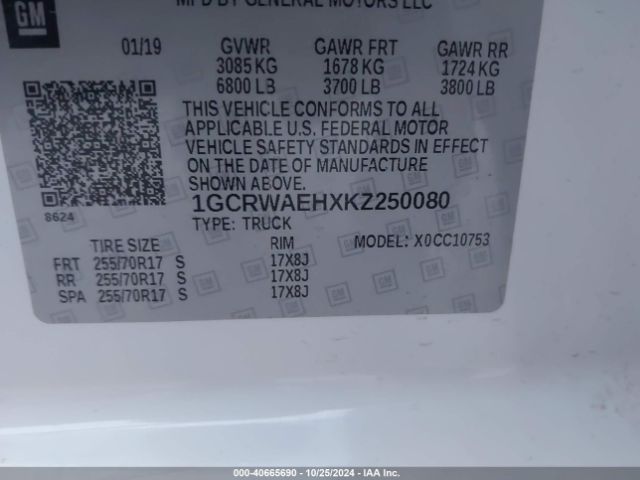 GM
MFD BY GENERAL MOTORS LLC
01/19 GVWR GAWR FRT GAWR RR
3085 KG 1678 KG 1724 KG
6800 LB 3700 LB 3800 LB
THIS VEHICLE CONFORMS TO ALL
APPLICABLE U.S. FEDERAL MOTOR
VEHICLE SAFETY STANDARDS IN EFFECT
ON THE DATE OF MANUFACTURE
SHOWN ABOVE.
1GCRWAEHXKZ250080
8624
TYPE: TRUCK
TIRE SIZE RIM MODEL: X0CC10753
FRT 255/70R17 S 17X8J
RR 255/70R17 S 17X8J
SPA 255/70R17 S 17X8J
000-40665690 - 10/25/2024 - IAA Inc.